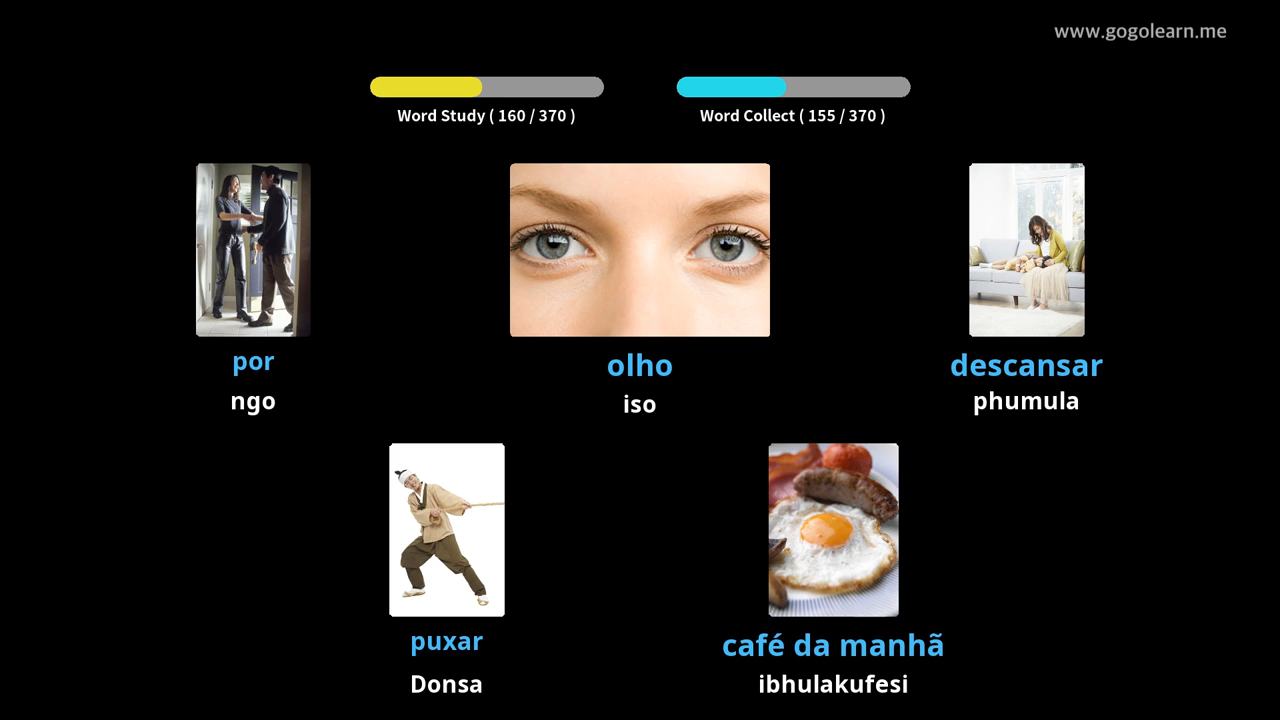 www.gogolearn.me
Word Study ( 160 / 370 )
Word Collect ( 155 / 370 )
por
ngo
olho
iso
descansar
phumula
puxar
Donsa
café da manhã
ibhulakufesi